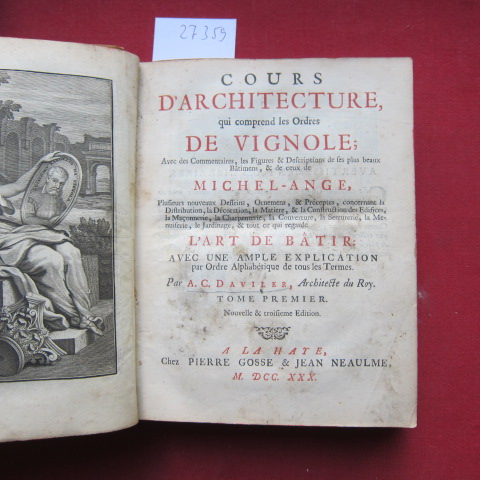 27359
COURS
D'ARCHITECTURE,
qui comprend les Ordres
DE VIGNOLE;
Avec des Commentaires, les Figures & Descriptions de ses plus beaux
Bâtimens, & de ceux de
MICHEL-ANGE,
Plusieurs nouveaux Desseins, Ornemens, & Préceptes, concernant la
Distribution, la Décoration, la Matiére, & la Construction des Edifices,
la Maçonnerie, la Charpenterie, la Couverture, la Serrurerie, la Me-
nuiserie, le Jardinage, & tout ce qui regarde
L'ART DE BÂTIR;
AVEC UNE AMPLE EXPLICATION
par Ordre Alphabétique de tous les Termes.
Par A. C. DAVILER, Architecte du Roy.
TOME PREMIER.
Nouvelle & troisieme Edition.
A LA HAYE,
Chez PIERRE GOSSE & JEAN NEAULME,
M. DCC. XXX.